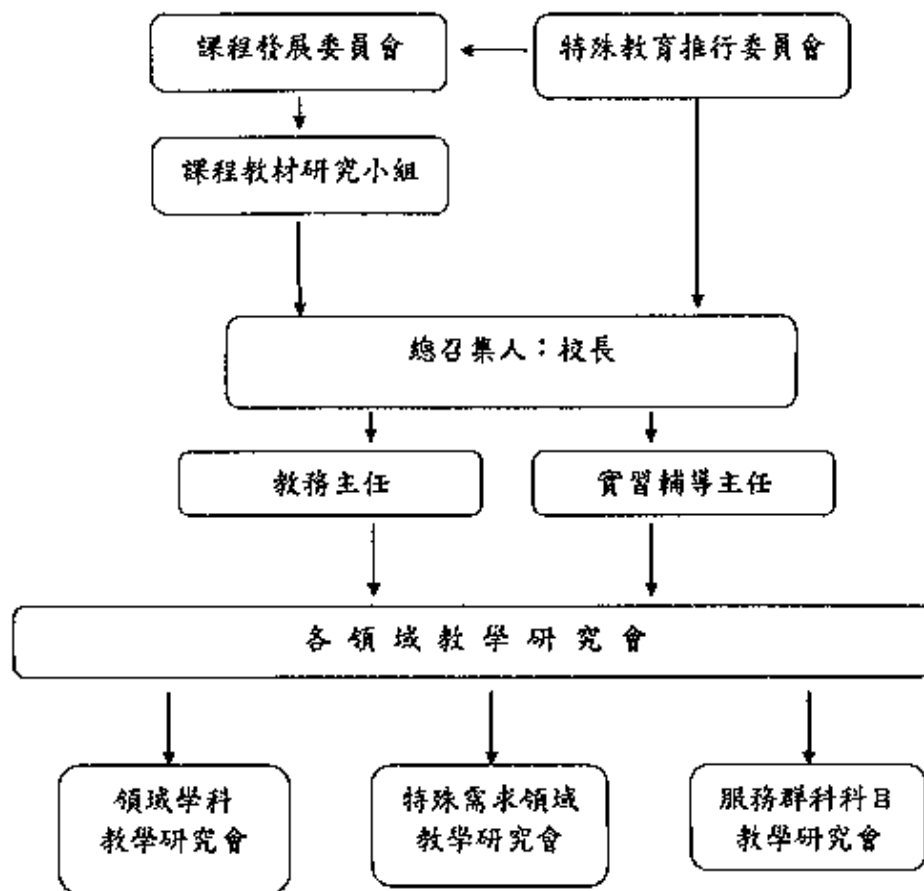 課程發展委員會
特殊教育推行委員會
課程教材研究小組
總召集人：校長
教務主任
實習輔導主任
各領域教學研究會
領域學科
教學研究會
特殊需求領域
教學研究會
服務群科科目
教學研究會